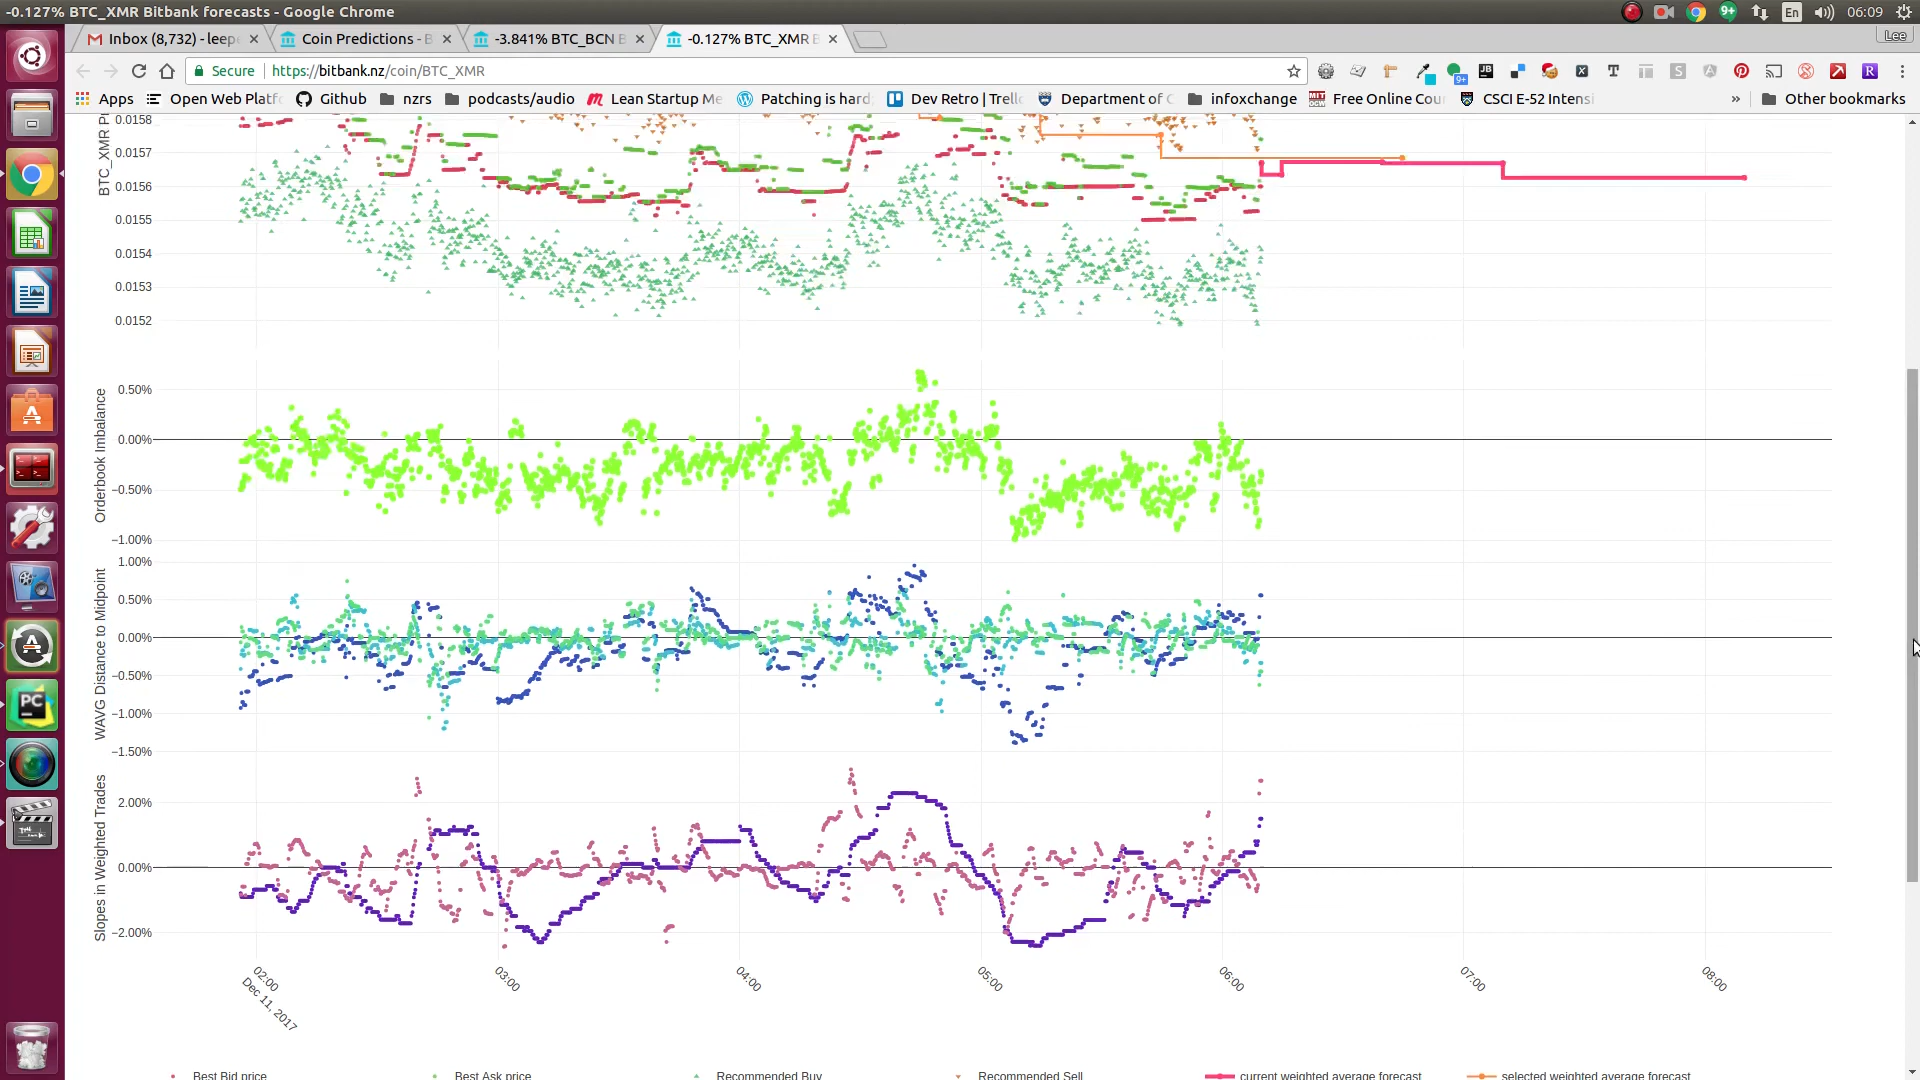 -0.127% BTC_XMR Bitbank forecasts - Google Chrome
9+
En
06:09
Inbox (8,732) - leep
Coin Predictions - B
-3.841% BTC_BCN B
-0.127% BTC_XMR B
Lee
Secure
https://bitbank.nz/coin/BTC_XMR
Apps
Open Web Platf
Github
nzrs
podcasts/audio
Lean Startup Me
Patching is hard
Dev Retro | Trello
Department of C
infoxchange
Free Online Cour
CSCI E-52 Intensi
»
Other bookmarks
BTC_XMR P
0.0158
0.0157
0.0156
0.0155
0.0154
0.0153
0.0152
Orderbook Imbalance
0.50%
0.00%
−0.50%
−1.00%
WAVG Distance to Midpoint
1.00%
0.50%
0.00%
−0.50%
−1.00%
−1.50%
Slopes in Weighted Trades
2.00%
0.00%
−2.00%
02:00
Dec 11, 2017
03:00
04:00
05:00
06:00
07:00
08:00
Best Bid price
Best Ask price
Recommended Buy
Recommended Sell
current weighted average forecast
selected weighted average forecast